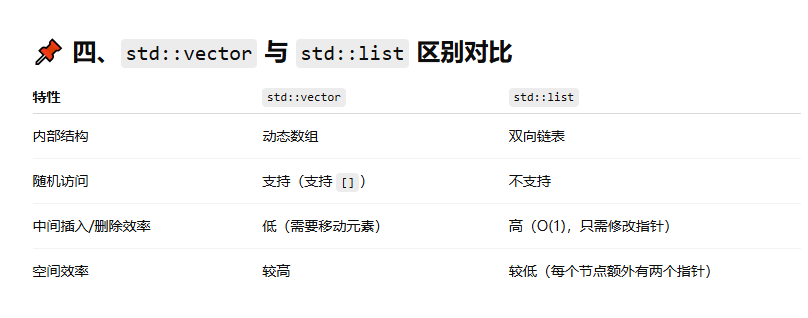 📌 四、std::vector 与 std::list 区别对比
特性 std::vector std::list
内部结构 动态数组 双向链表
随机访问 支持（支持 []） 不支持
中间插入/删除效率 低（需要移动元素） 高（O(1)，只需修改指针）
空间效率 较高 较低（每个节点额外有两个指针）